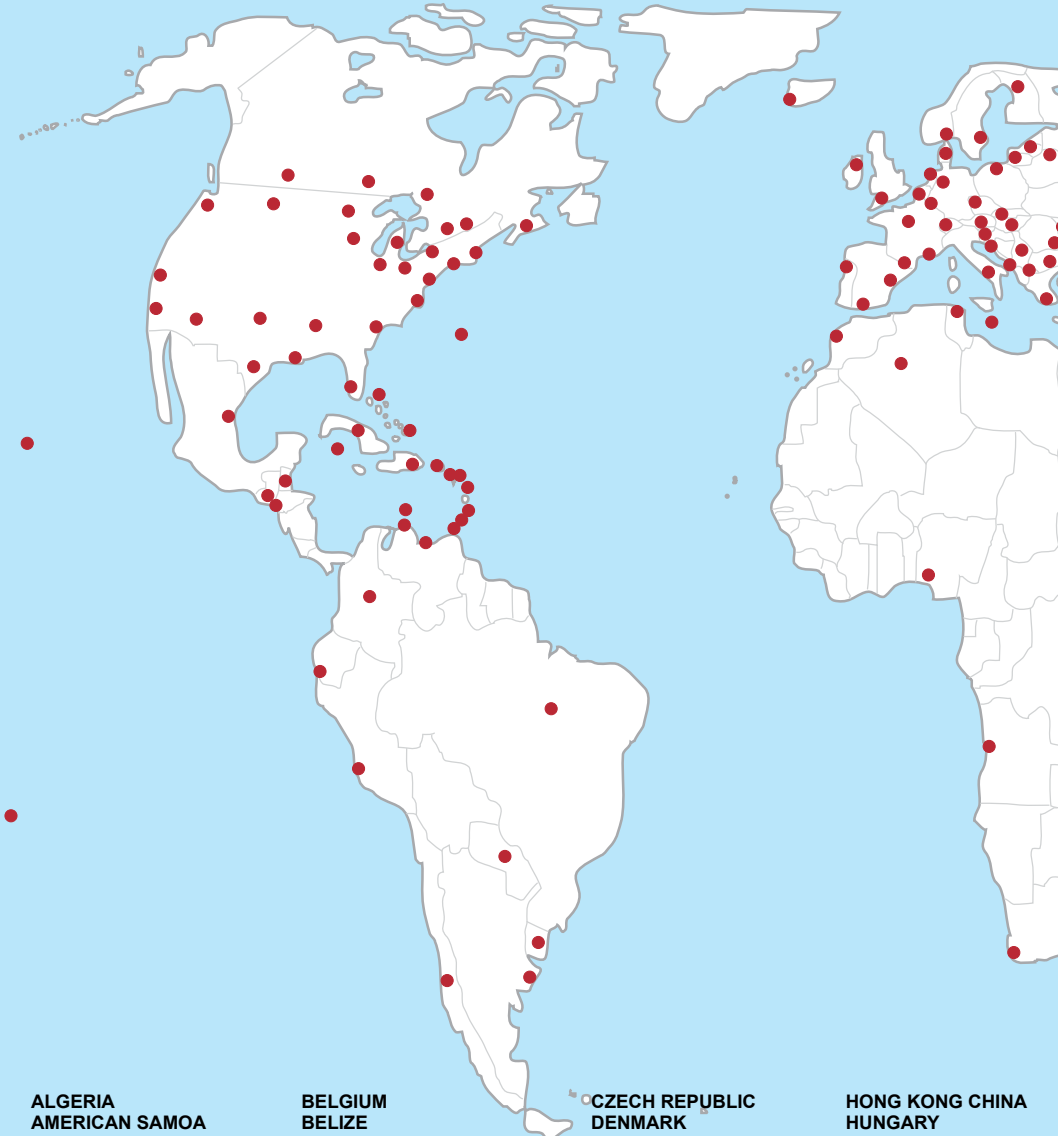 ALGERIA
AMERICAN SAMOA
BELGIUM
BELIZE
CZECH REPUBLIC
DENMARK
HONG KONG CHINA
HUNGARY